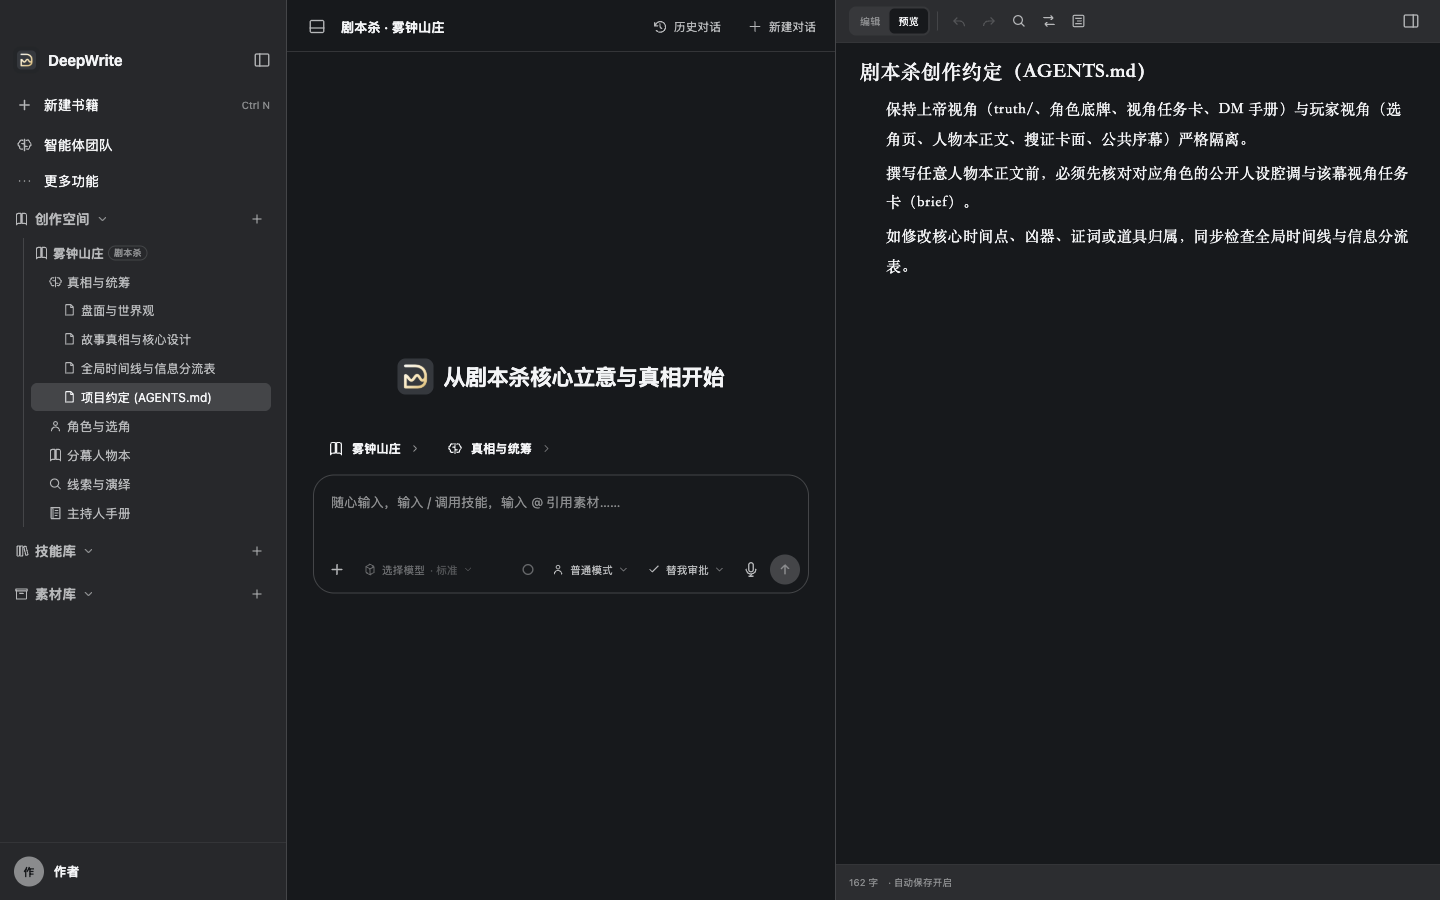 DeepWrite
新建书籍 Ctrl N
智能体团队
更多功能
创作空间
雾钟山庄 剧本杀
真相与统筹
盘面与世界观
故事真相与核心设计
全局时间线与信息分流表
项目约定 (AGENTS.md)
角色与选角
分幕人物本
线索与演绎
主持人手册
技能库
素材库
作 作者
剧本杀 · 雾钟山庄 历史对话 新建对话
从剧本杀核心立意与真相开始
雾钟山庄 真相与统筹
随心输入，输入 / 调用技能，输入 @ 引用素材......
选择模型 · 标准 普通模式 替我审批
编辑 预览
剧本杀创作约定（AGENTS.md）
保持上帝视角（truth/、角色底牌、视角任务卡、DM 手册）与玩家视角（选
角页、人物本正文、搜证卡面、公共序幕）严格隔离。
撰写任意人物本正文前，必须先核对对应角色的公开人设腔调与该幕视角任务
卡（brief）。
如修改核心时间点、凶器、证词或道具归属，同步检查全局时间线与信息分流
表。
162 字 · 自动保存开启